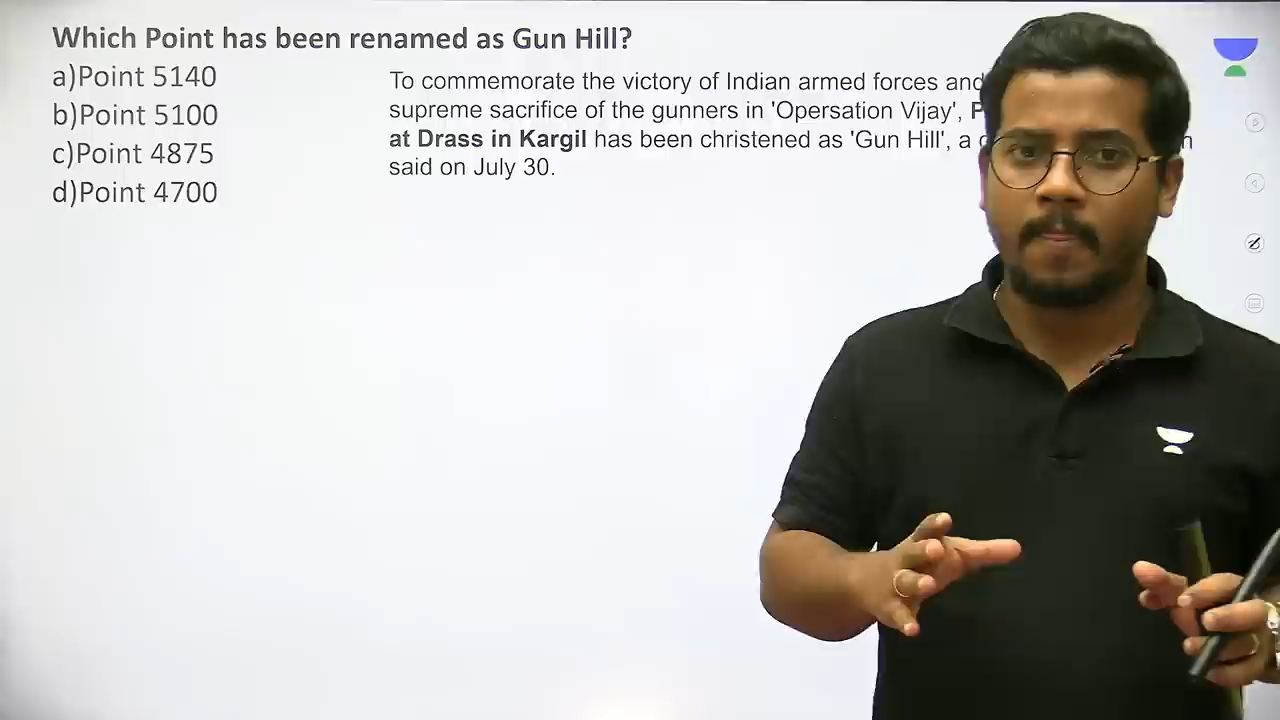 Which Point has been renamed as Gun Hill?
a)Point 5140
b)Point 5100
c)Point 4875
d)Point 4700
To commemorate the victory of Indian armed forces and
supreme sacrifice of the gunners in 'Opersation Vijay',
at Drass in Kargil has been christened as 'Gun Hill', a
said on July 30.